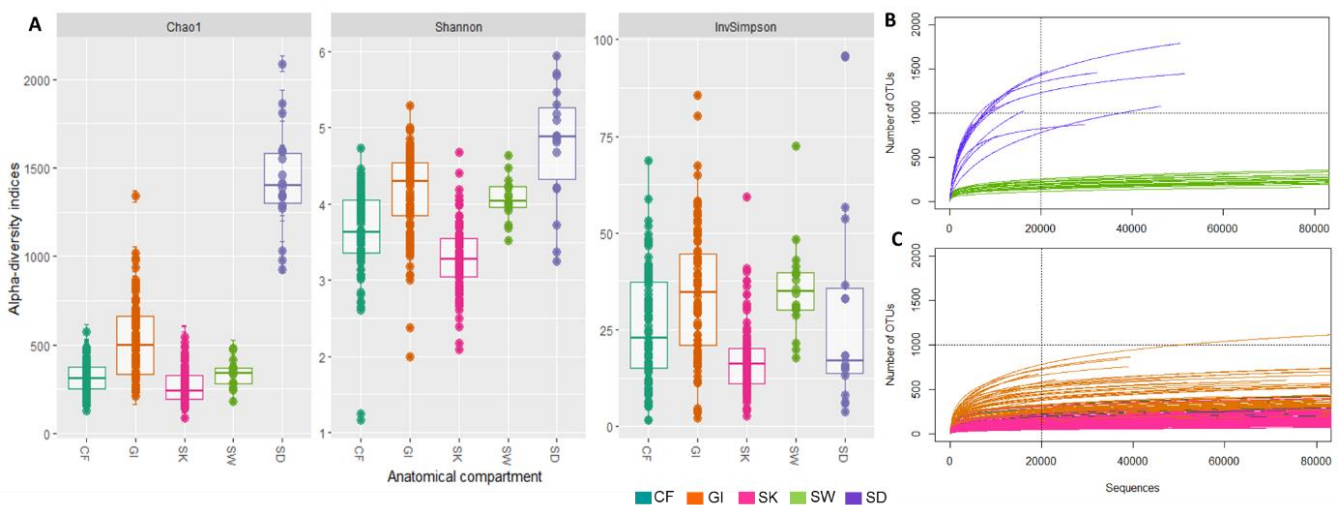 A
Chao1 Shannon InvSimpson
Alpha-diversity indices
2000
1500
1000
500
0
6
5
4
3
2
1
100
75
50
25
0
CF GI SK SW SD
CF GI SK SW SD
CF GI SK SW SD
Anatomical compartment
CF GI SK SW SD
B
Number of OTUs
2000
1500
1000
500
0
0 20000 40000 60000 80000
C
Number of OTUs
2000
1500
1000
500
0
0 20000 40000 60000 80000
Sequences